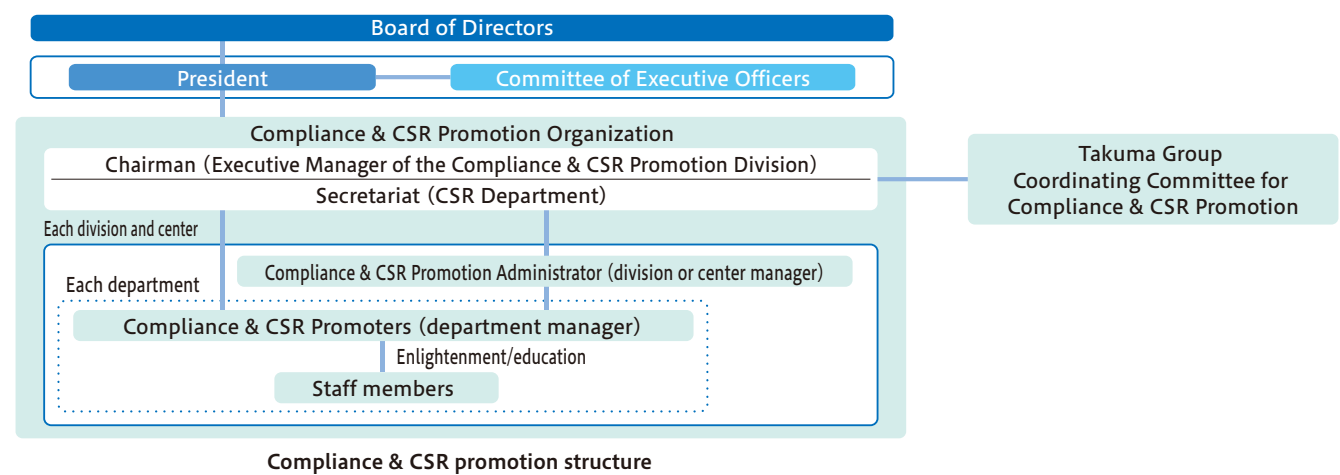 Board of Directors
President
Committee of Executive Officers
Compliance & CSR Promotion Organization
Chairman (Executive Manager of the Compliance & CSR Promotion Division)
Secretariat (CSR Department)
Takuma Group
Coordinating Committee for
Compliance & CSR Promotion
Each division and center
Compliance & CSR Promotion Administrator (division or center manager)
Each department
Compliance & CSR Promoters (department manager)
Enlightenment/education
Staff members
Compliance & CSR promotion structure